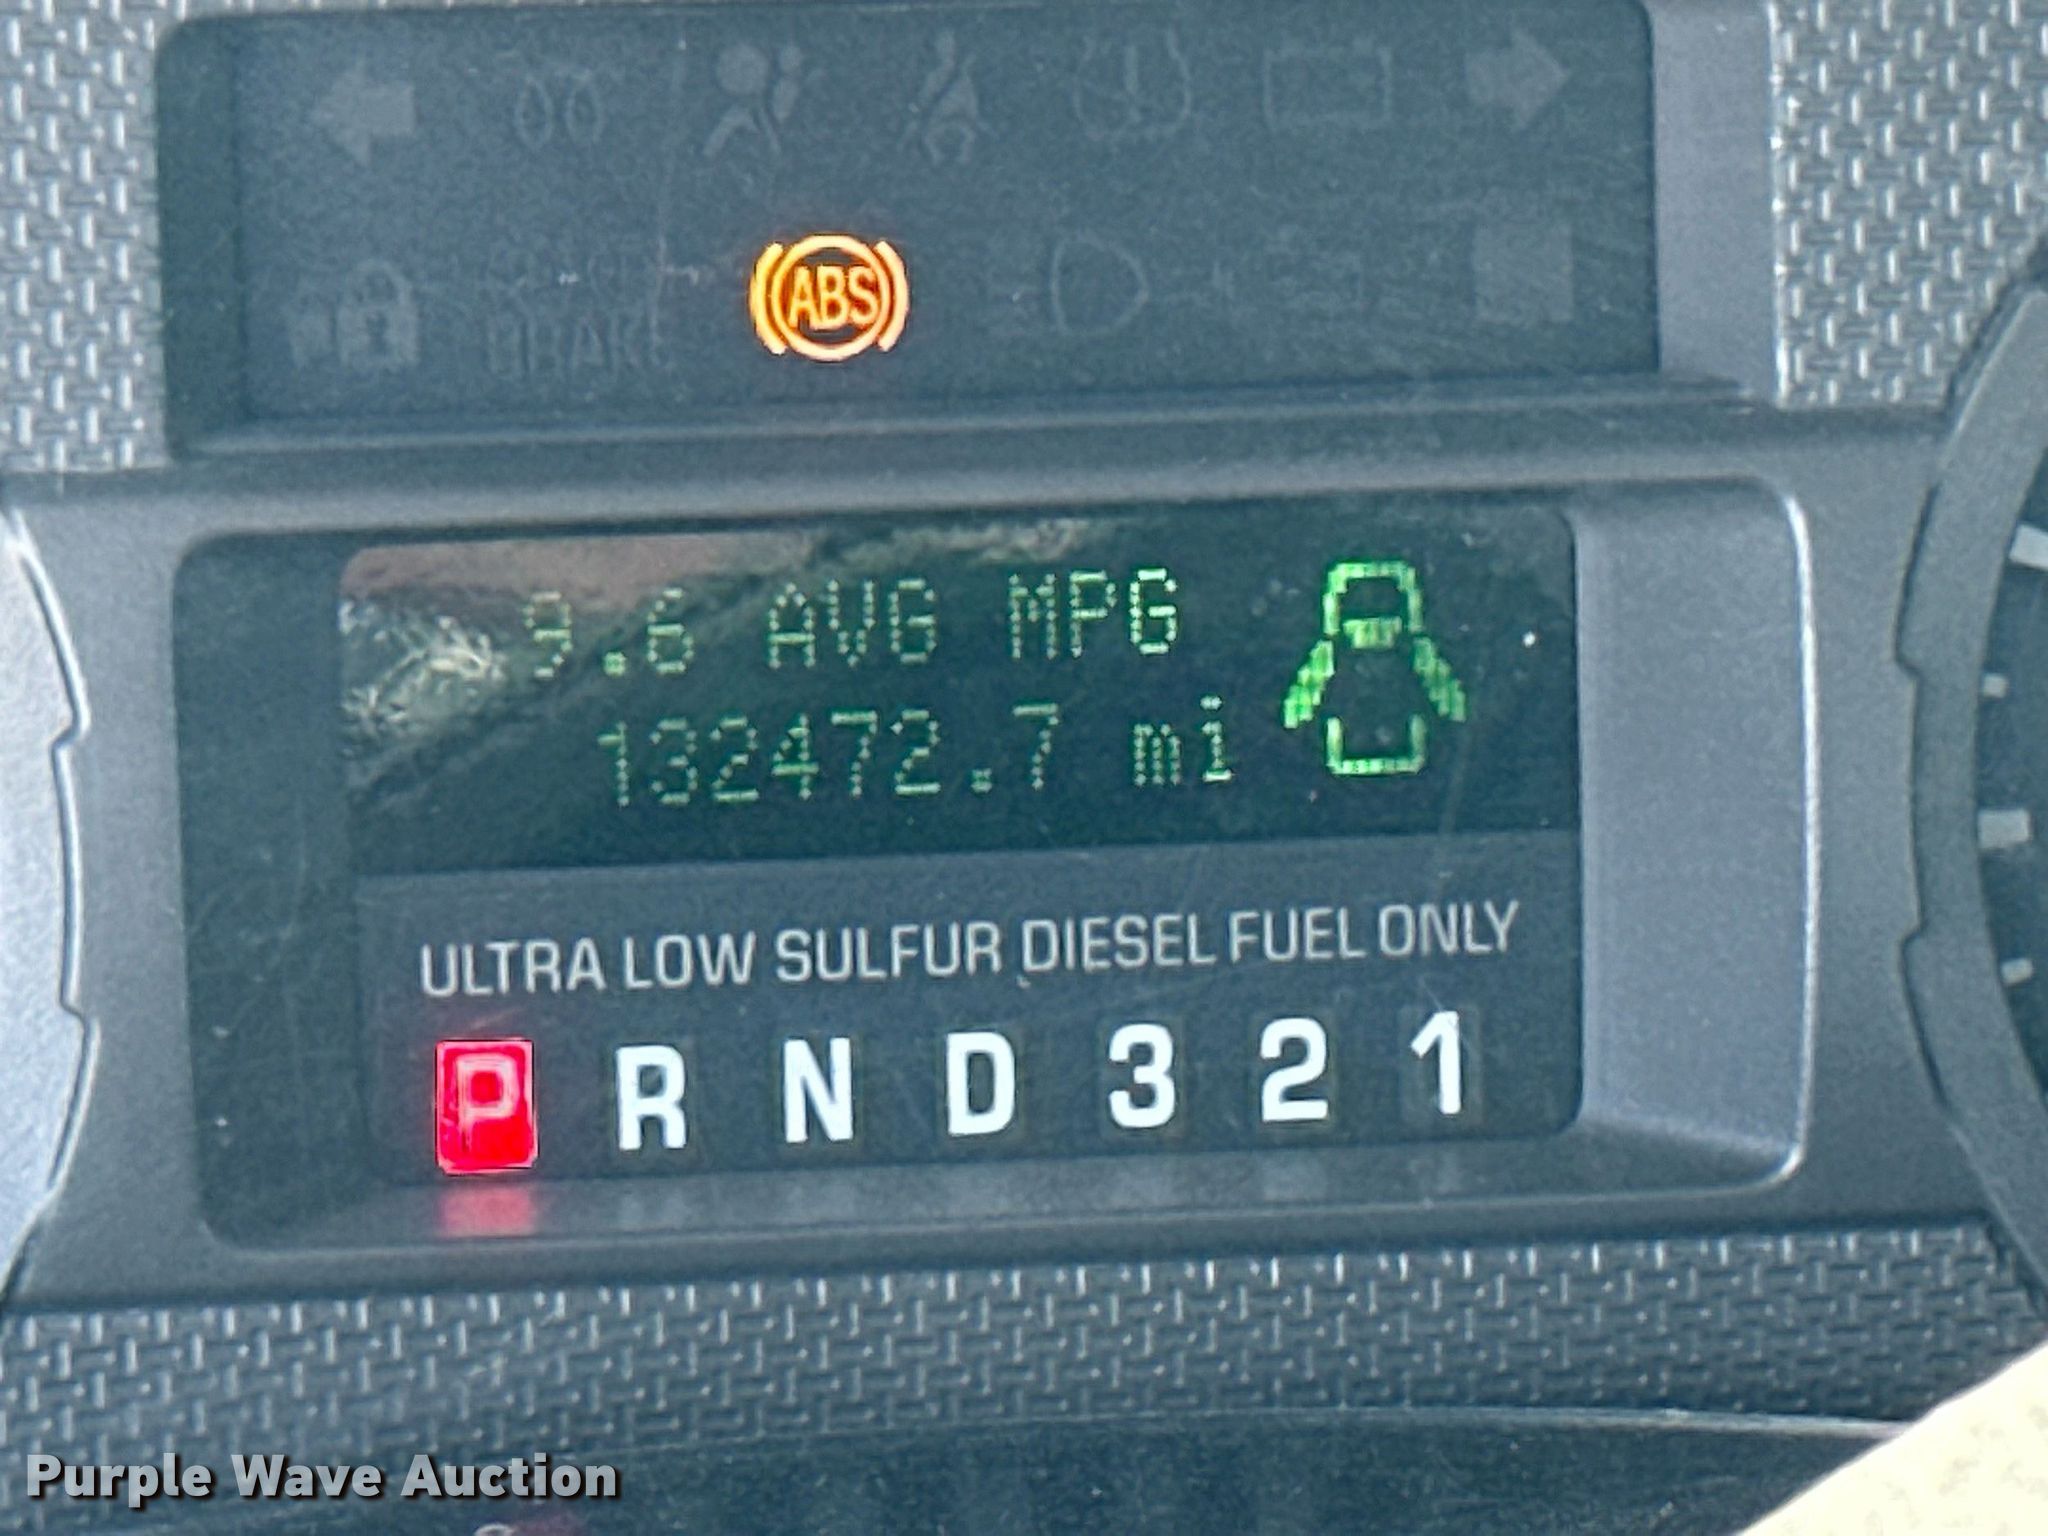 ABS
9.6 AVG MPG
132472.7 mi
ULTRA LOW SULFUR DIESEL FUEL ONLY
P R N D 3 2 1
Purple Wave Auction